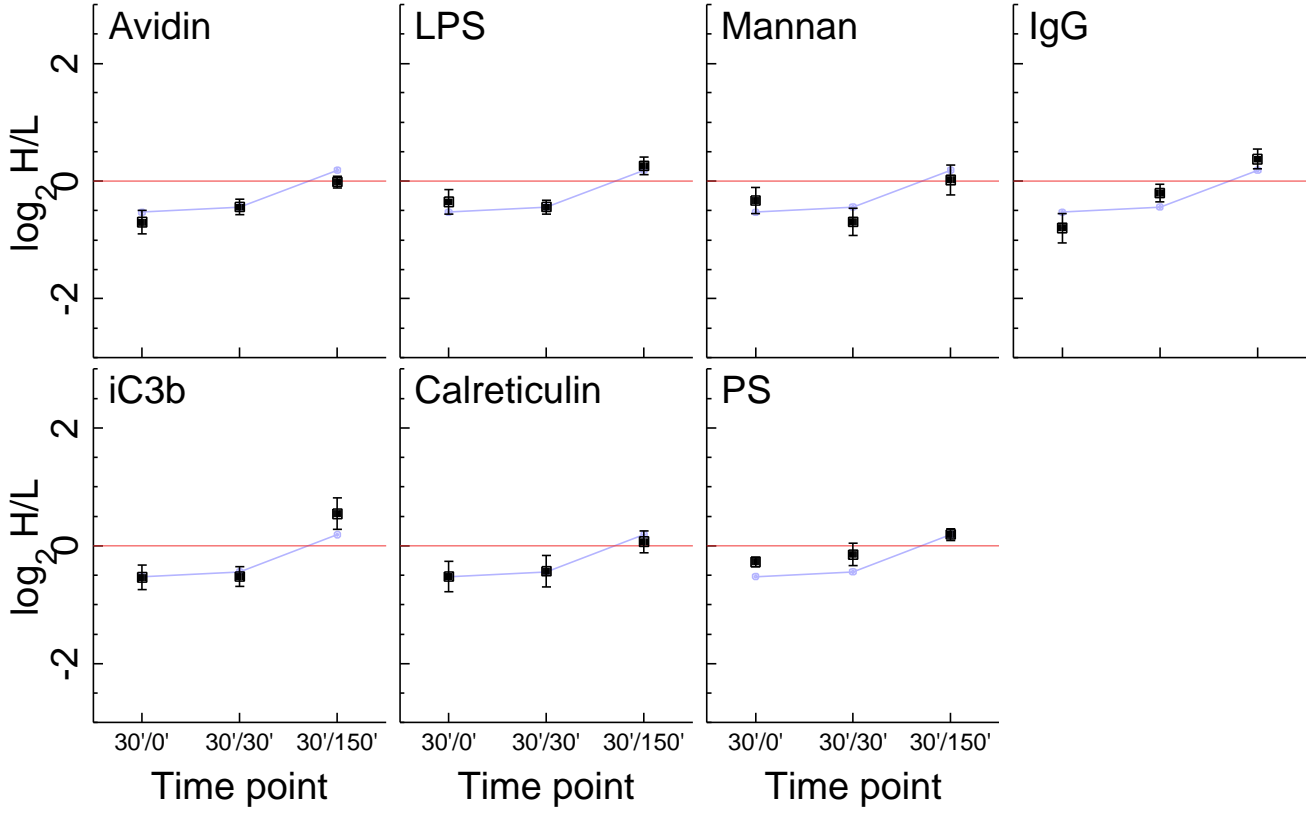 Avidin
LPS
Mannan
IgG
log2 H/L
2
0
-2
iC3b
Calreticulin
PS
log2 H/L
2
0
-2
30'/0' 30'/30' 30'/150'
30'/0' 30'/30' 30'/150'
30'/0' 30'/30' 30'/150'
Time point
Time point
Time point